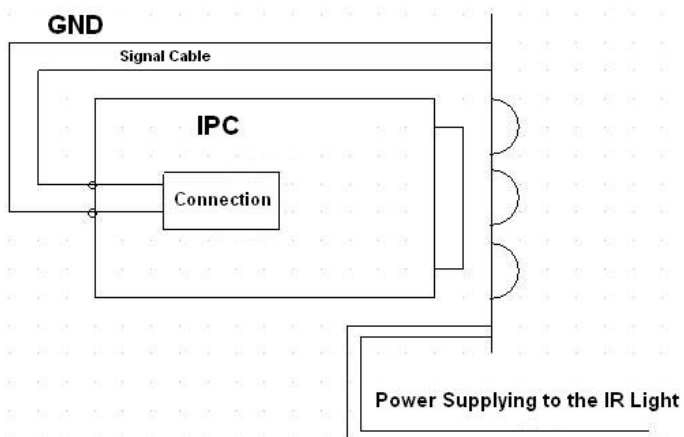 GND
Signal Cable
IPC
Connection
Power Supplying to the IR Light